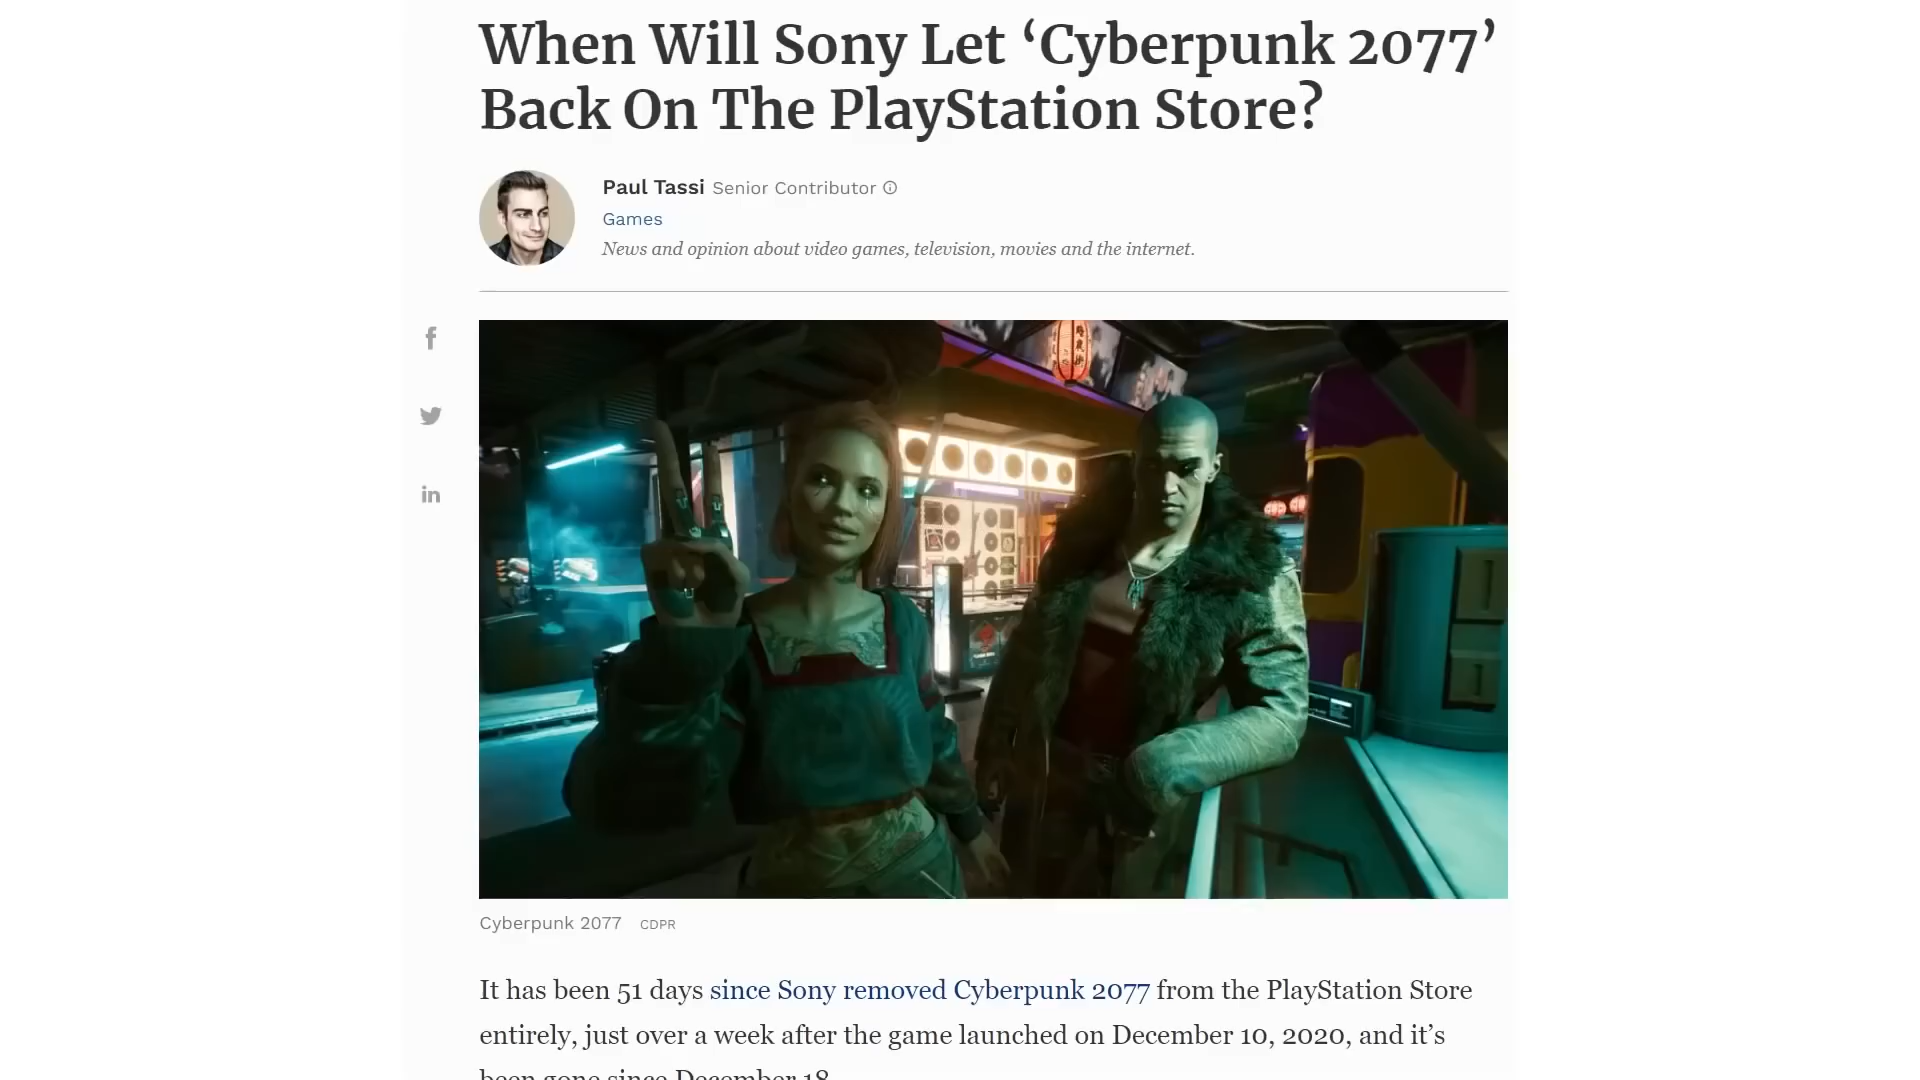 When Will Sony Let ‘Cyberpunk 2077’
Back On The PlayStation Store?
Paul Tassi Senior Contributor
Games
News and opinion about video games, television, movies and the internet.
Cyberpunk 2077 CDPR
It has been 51 days since Sony removed Cyberpunk 2077 from the PlayStation Store
entirely, just over a week after the game launched on December 10, 2020, and it’s
been gone since December 18.